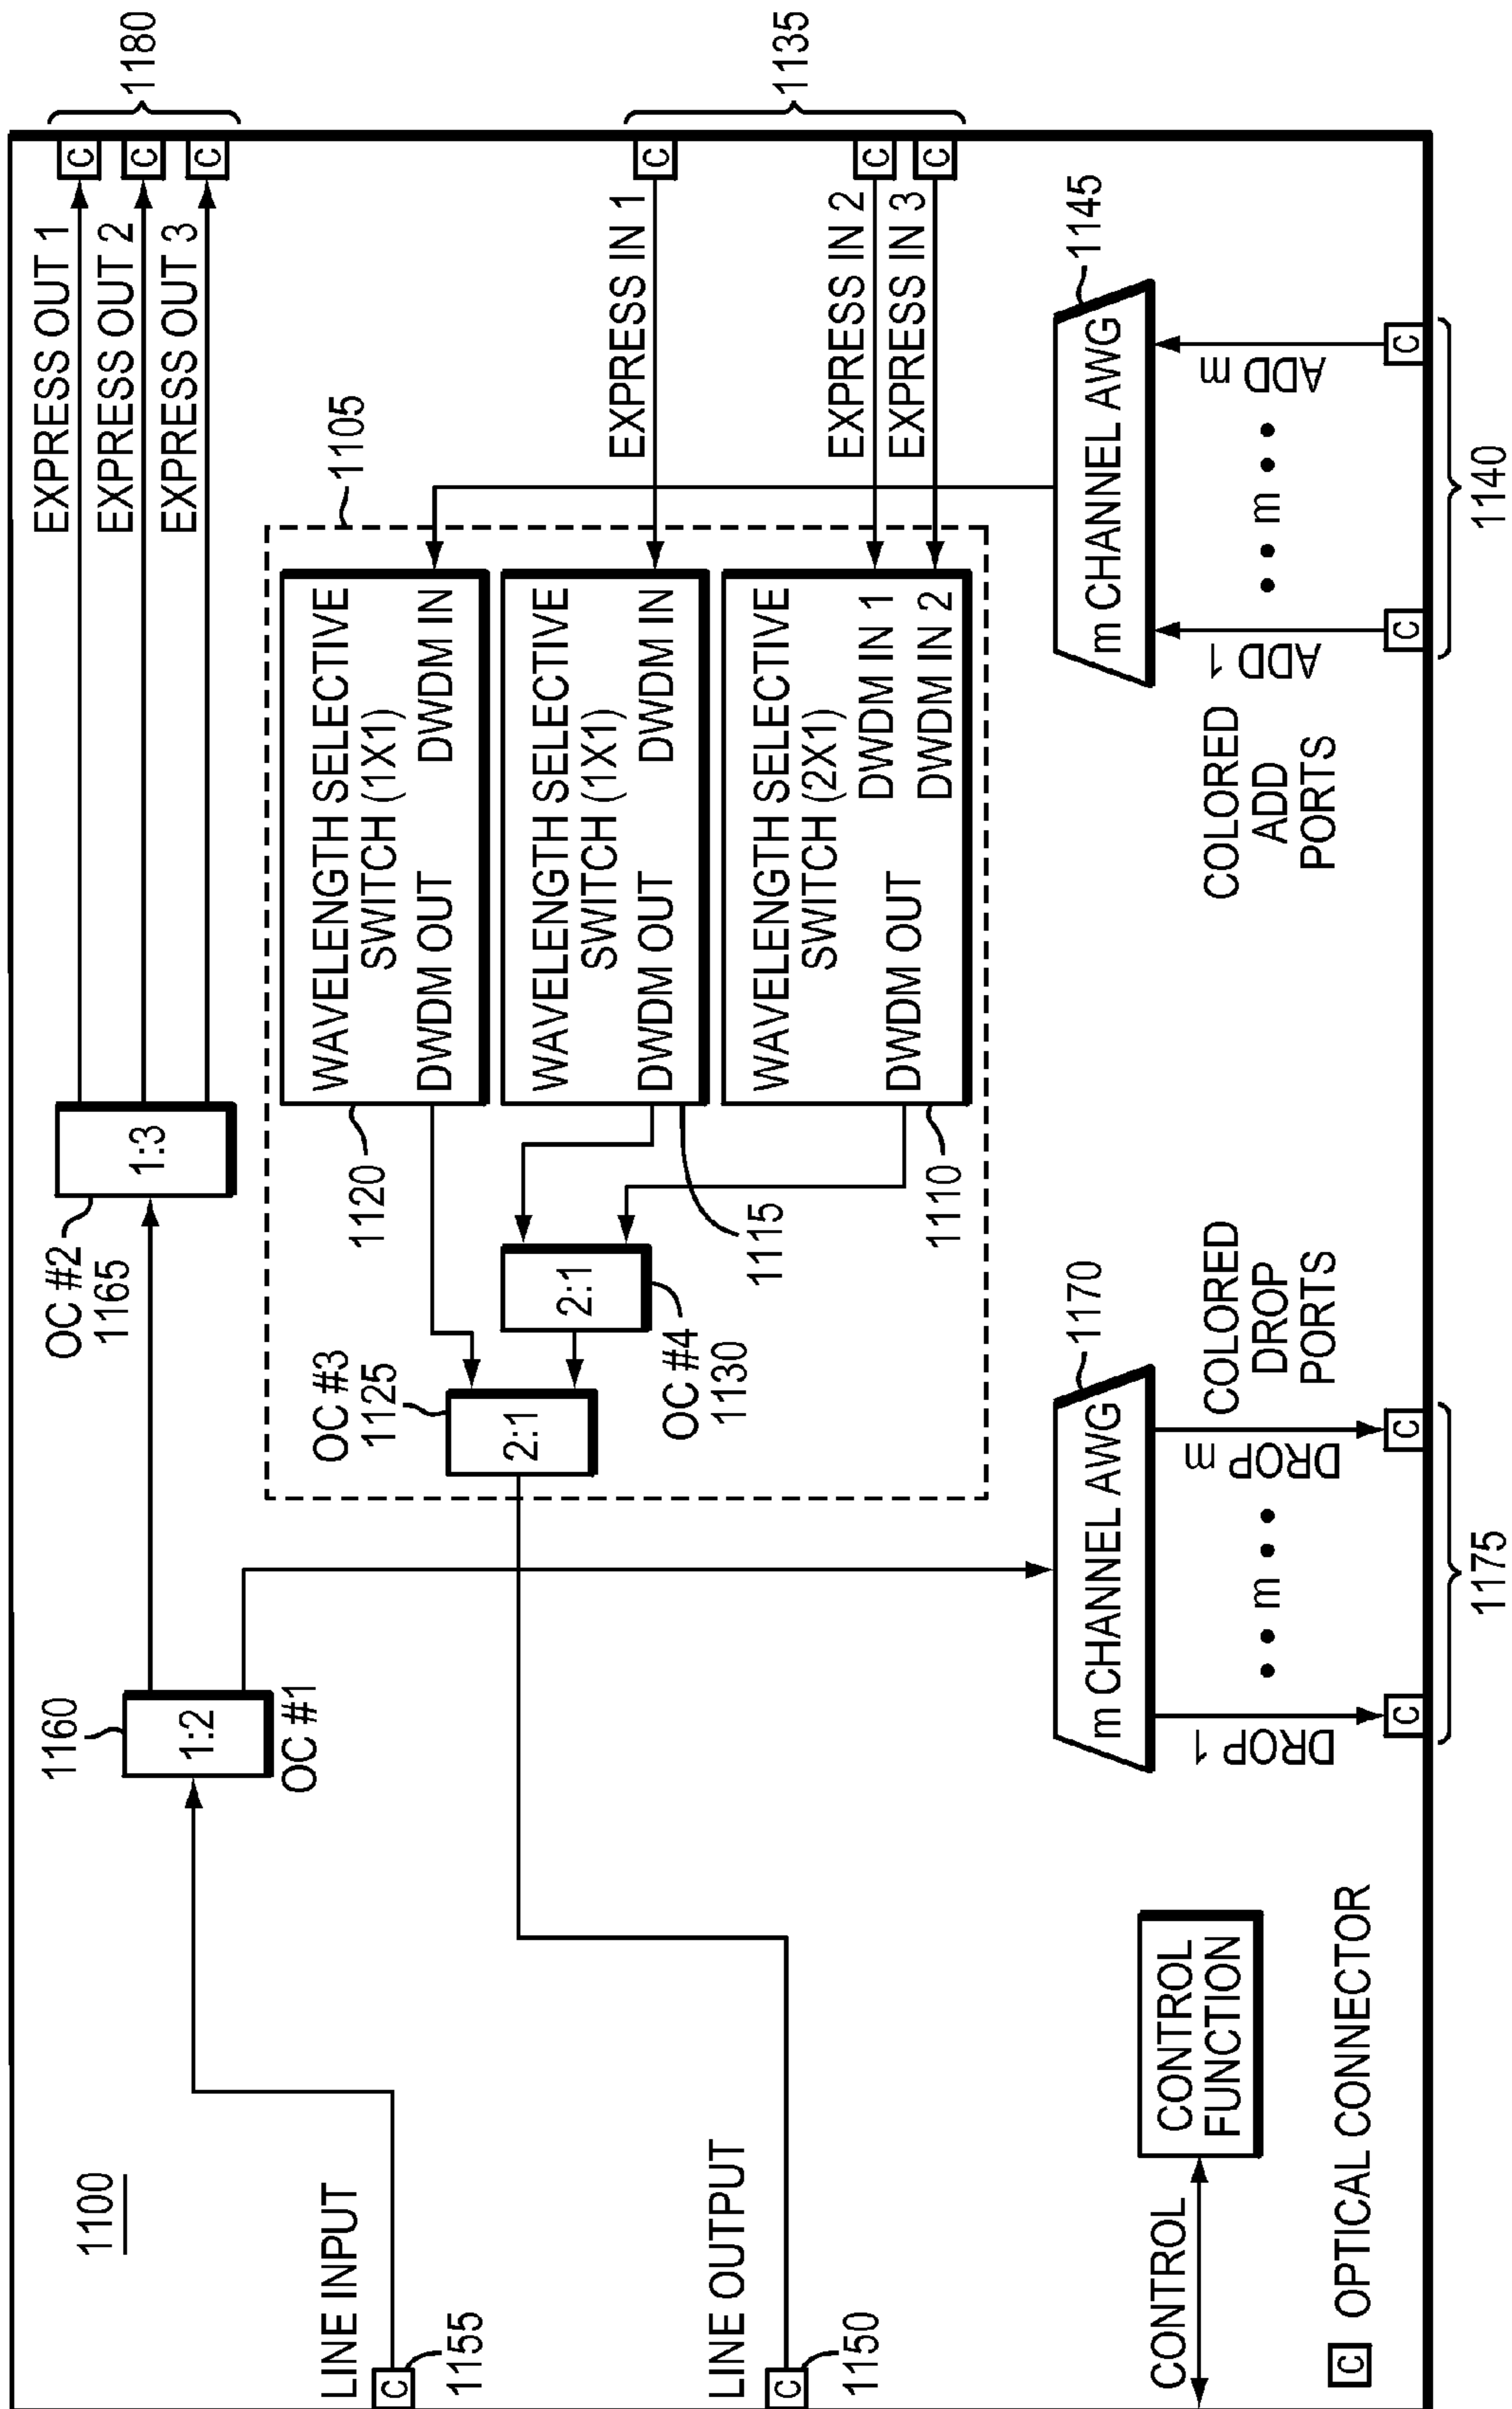 1100
LINE INPUT
C
1155
LINE OUTPUT
C
1150
CONTROL
CONTROL
FUNCTION
C OPTICAL CONNECTOR
1160
1:2
OC #1
OC #2
1165
1:3
EXPRESS OUT 1
EXPRESS OUT 2
EXPRESS OUT 3
C
C
C
1180
1105
OC #3
1125
2:1
2:1
OC #4
1130
WAVELENGTH SELECTIVE
SWITCH (1X1)
DWDM OUT
DWDM IN
1120
WAVELENGTH SELECTIVE
SWITCH (1X1)
DWDM OUT
DWDM IN
1115
WAVELENGTH SELECTIVE
SWITCH (2X1)
DWDM IN 1
DWDM OUT
DWDM IN 2
1110
EXPRESS IN 1
EXPRESS IN 2
EXPRESS IN 3
C
C
C
1135
m CHANNEL AWG
1170
DROP 1
m
DROP m
COLORED
DROP
PORTS
C
C
1175
m CHANNEL AWG
1145
COLORED
ADD
PORTS
ADD 1
m
ADD m
C
C
1140